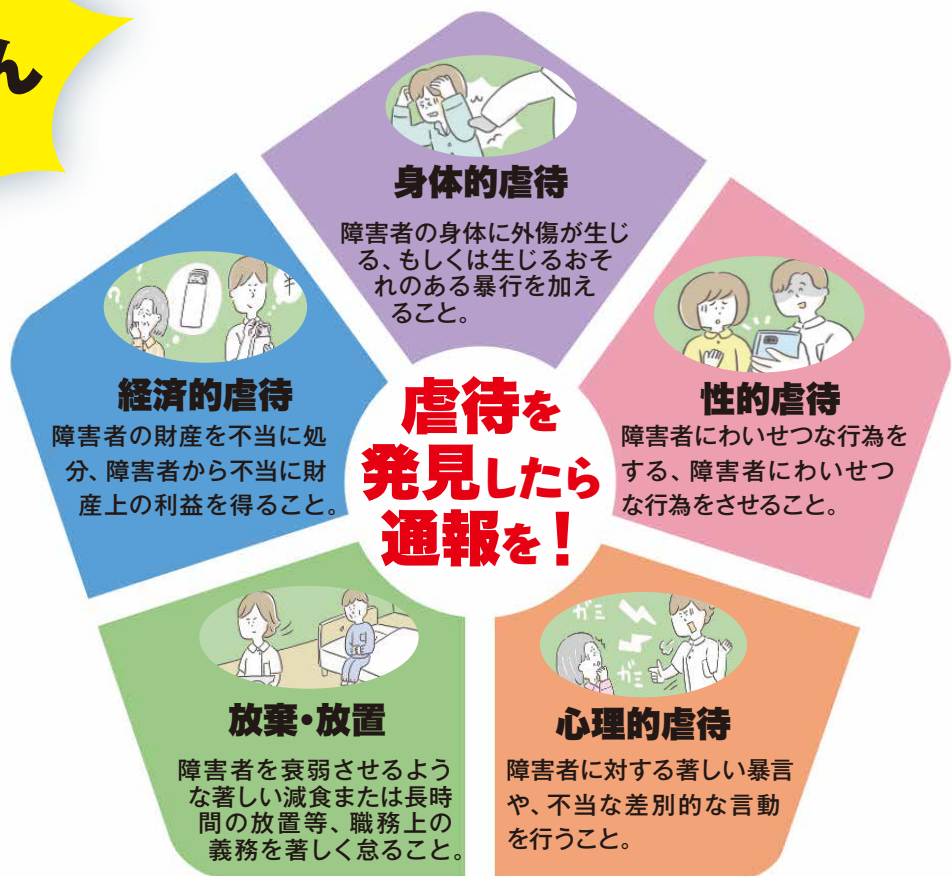 ん
身体的虐待
障害者の身体に外傷が生じ
る、もしくは生じるおそ
れのある暴行を加え
ること。
経済的虐待
障害者の財産を不当に処
分、障害者から不当に財
産上の利益を得ること。
性的虐待
障害者にわいせつな行為を
する、障害者にわいせつ
な行為をさせること。
虐待を
発見したら
通報を!
放棄・放置
障害者を衰弱させるよう
な著しい減食または長時
間の放置等、職務上の
義務を著しく怠ること。
ガミ
ガミ
心理的虐待
障害者に対する著しい暴言
や、不当な差別的な言動
を行うこと。